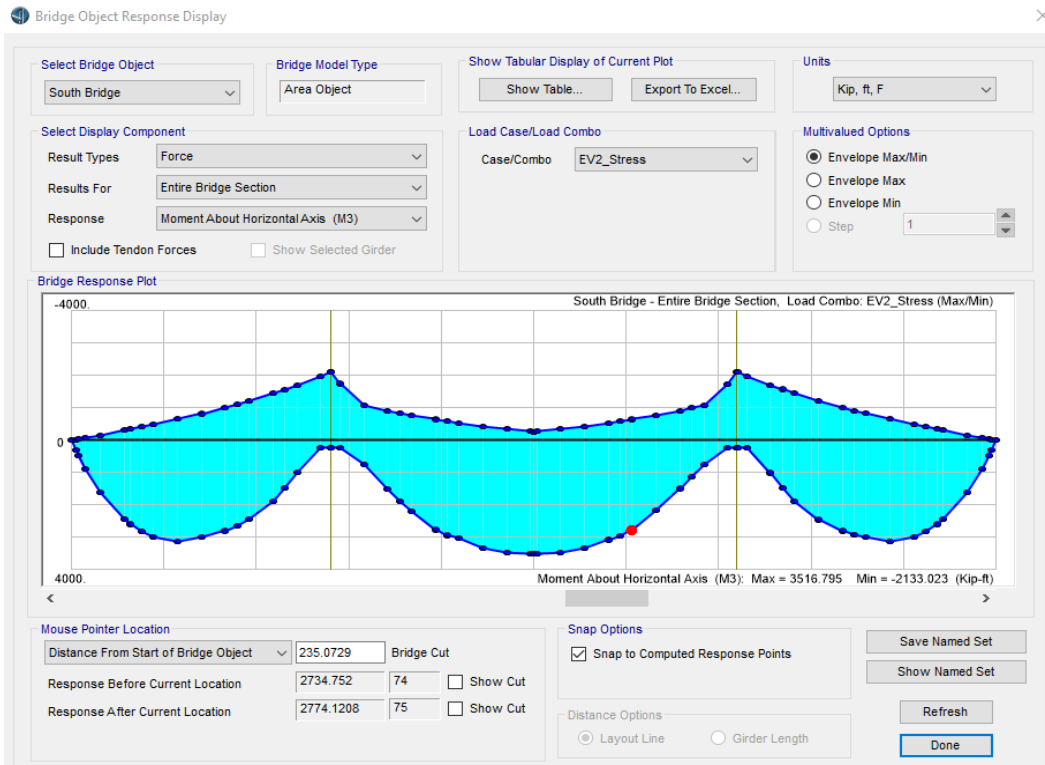 Bridge Object Response Display
Select Bridge Object
South Bridge
Bridge Model Type
Area Object
Show Tabular Display of Current Plot
Show Table...
Export To Excel...
Units
Kip, ft, F
Select Display Component
Result Types
Force
Results For
Entire Bridge Section
Response
Moment About Horizontal Axis (M3)
Include Tendon Forces
Show Selected Girder
Load Case/Load Combo
Case/Combo
EV2_Stress
Multivalued Options
Envelope Max/Min
Envelope Max
Envelope Min
Step
1
Bridge Response Plot
-4000.
South Bridge - Entire Bridge Section, Load Combo: EV2_Stress (Max/Min)
0
4000.
Moment About Horizontal Axis (M3): Max = 3516.795 Min = -2133.023 (Kip-ft)
Mouse Pointer Location
Distance From Start of Bridge Object
235.0729
Bridge Cut
Response Before Current Location
2734.752
74
Show Cut
Response After Current Location
2774.1208
75
Show Cut
Snap Options
Snap to Computed Response Points
Distance Options
Layout Line
Girder Length
Save Named Set
Show Named Set
Refresh
Done